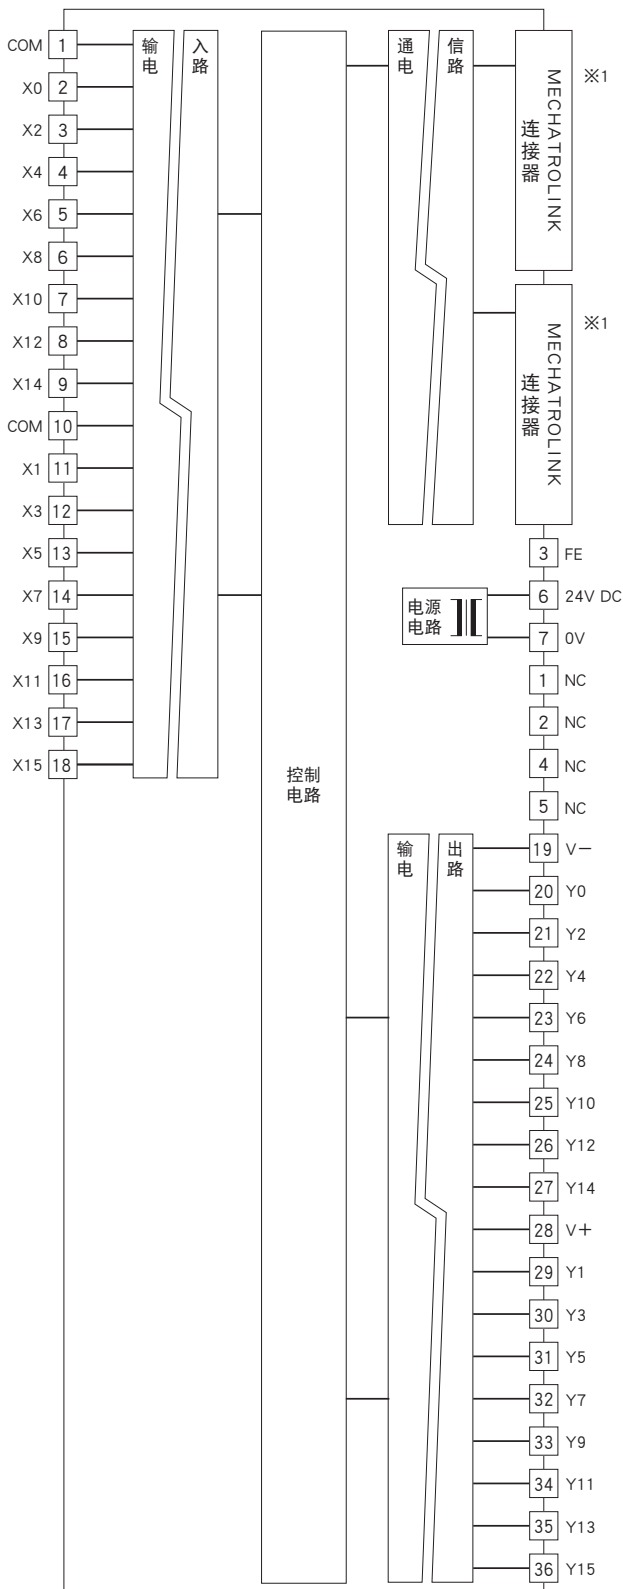 COM 1
X0 2
X2 3
X4 4
X6 5
X8 6
X10 7
X12 8
X14 9
COM 10
X1 11
X3 12
X5 13
X7 14
X9 15
X11 16
X13 17
X15 18
输 入
电 路
控制
电路
通 信
电 路
MECHATROLINK
连接器
※1
MECHATROLINK
连接器
※1
3 FE
电源
电路
6 24V DC
7 0V
1 NC
2 NC
4 NC
5 NC
输 出
电 路
19 V−
20 Y0
21 Y2
22 Y4
23 Y6
24 Y8
25 Y10
26 Y12
27 Y14
28 V+
29 Y1
30 Y3
31 Y5
32 Y7
33 Y9
34 Y11
35 Y13
36 Y15